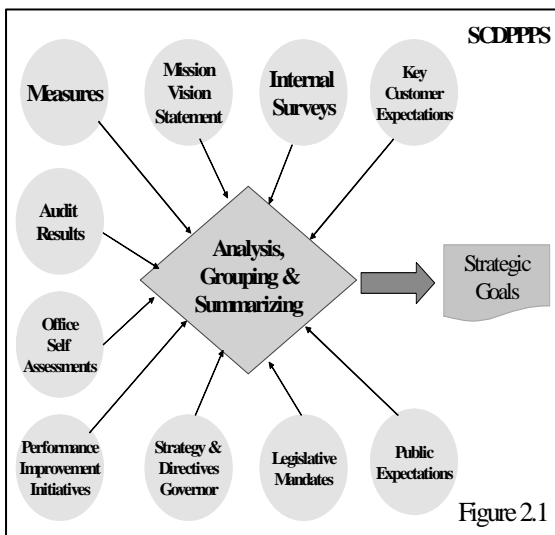 SCDPPPS
Measures
Mission
Vision
Statement
Internal
Surveys
Key
Customer
Expectations
Audit
Results
Analysis,
Grouping &
Summarizing
Strategic
Goals
Office
Self
Assessments
Performance
Improvement
Initiatives
Strategy &
Directives
Governor
Legislative
Mandates
Public
Expectations
Figure 2.1